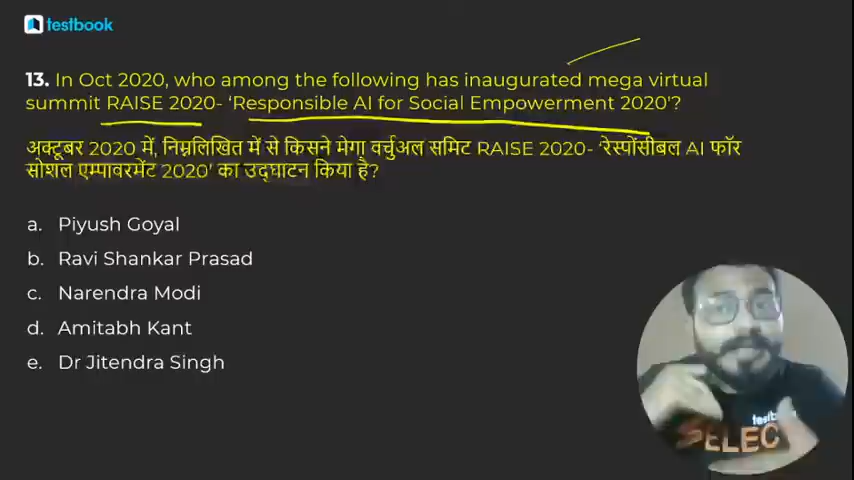 testbook
13. In Oct 2020, who among the following has inaugurated mega virtual
summit RAISE 2020- ‘Responsible AI for Social Empowerment 2020’?
अक्टूबर 2020 में, निम्नलिखित में से किसने मेगा वर्चुअल समिट RAISE 2020- ‘रेस्पोंसीबल AI फॉर
सोशल एम्पावरमेंट 2020’ का उद्घाटन किया है?
a. Piyush Goyal
b. Ravi Shankar Prasad
c. Narendra Modi
d. Amitabh Kant
e. Dr Jitendra Singh